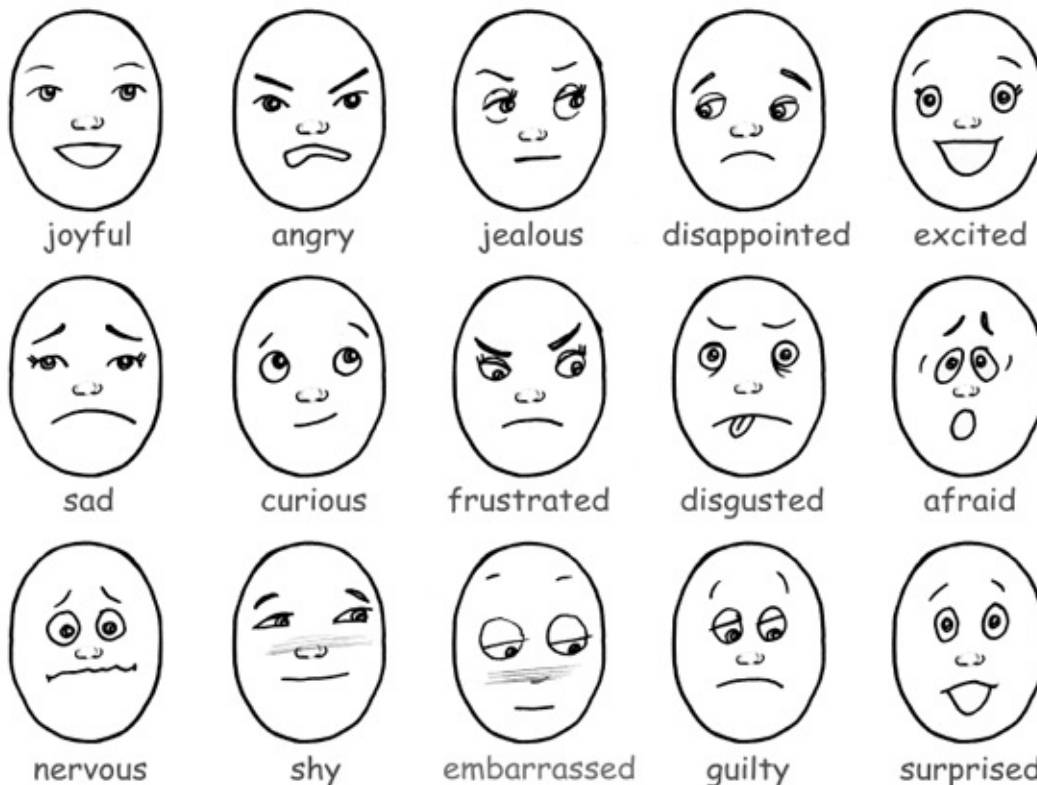 joyful angry jealous disappointed excited
sad curious frustrated disgusted afraid
nervous shy embarrassed guilty surprised